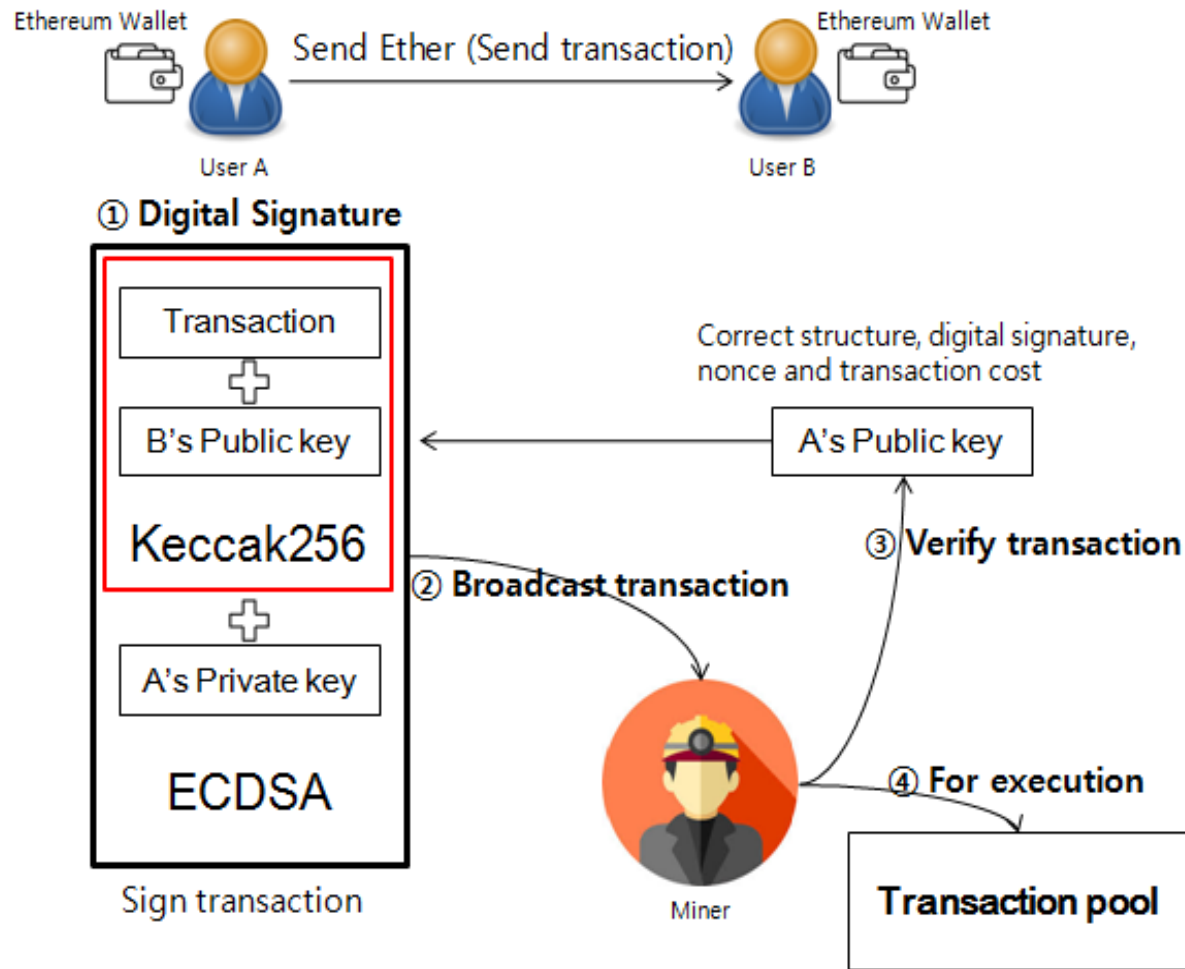 Ethereum Wallet
Ethereum Wallet
Send Ether (Send transaction)
User A
User B
① Digital Signature
Transaction
B's Public key
Keccak256
A's Private key
ECDSA
Sign transaction
Correct structure, digital signature,
nonce and transaction cost
A's Public key
③ Verify transaction
② Broadcast transaction
④ For execution
Miner
Transaction pool